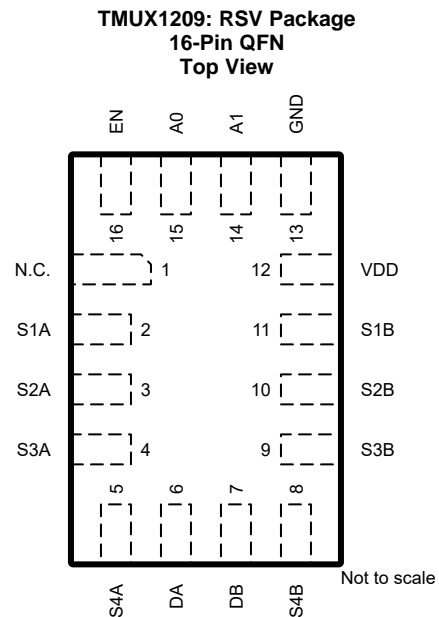 TMUX1209: RSV Package
16-Pin QFN
Top View
EN A0 A1 GND
16 15 14 13
N.C. 1 12 VDD
S1A 2 11 S1B
S2A 3 10 S2B
S3A 4 9 S3B
5 6 7 8
S4A DA DB S4B
Not to scale